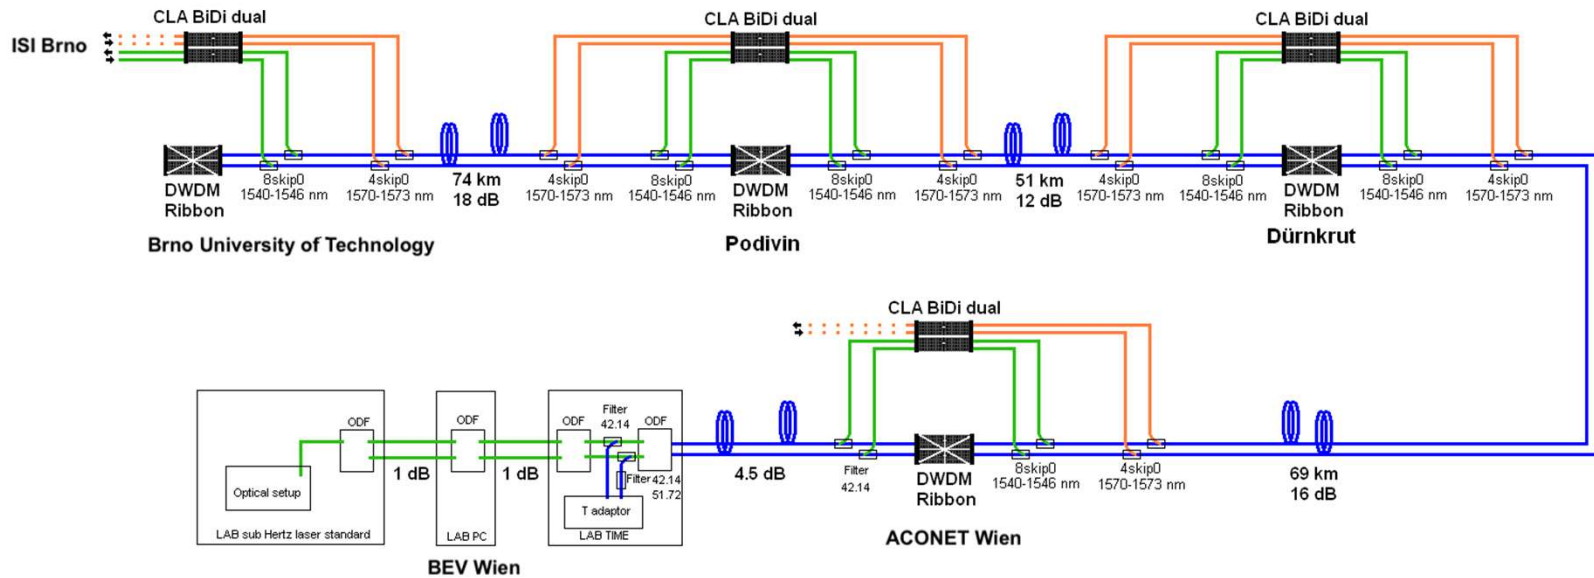 CLA BiDi dual
CLA BiDi dual
CLA BiDi dual
ISI Brno
DWDM
Ribbon
8skip0
1540-1546 nm
4skip0
1570-1573 nm
74 km
18 dB
4skip0
1570-1573 nm
8skip0
1540-1546 nm
DWDM
Ribbon
8skip0
1540-1546 nm
4skip0
1570-1573 nm
51 km
12 dB
4skip0
1570-1573 nm
8skip0
1540-1546 nm
DWDM
Ribbon
8skip0
1540-1546 nm
4skip0
1570-1573 nm
Brno University of Technology
Podivin
Dürnkrut
CLA BiDi dual
ODF
1 dB
Optical setup
LAB sub Hertz laser standard
ODF
1 dB
LAB PC
ODF
Filter
42.14
ODF
Filter
42.14
51.72
T adaptor
LAB TIME
BEV Wien
4.5 dB
Filter
42.14
DWDM
Ribbon
8skip0
1540-1546 nm
4skip0
1570-1573 nm
69 km
16 dB
ACONET Wien